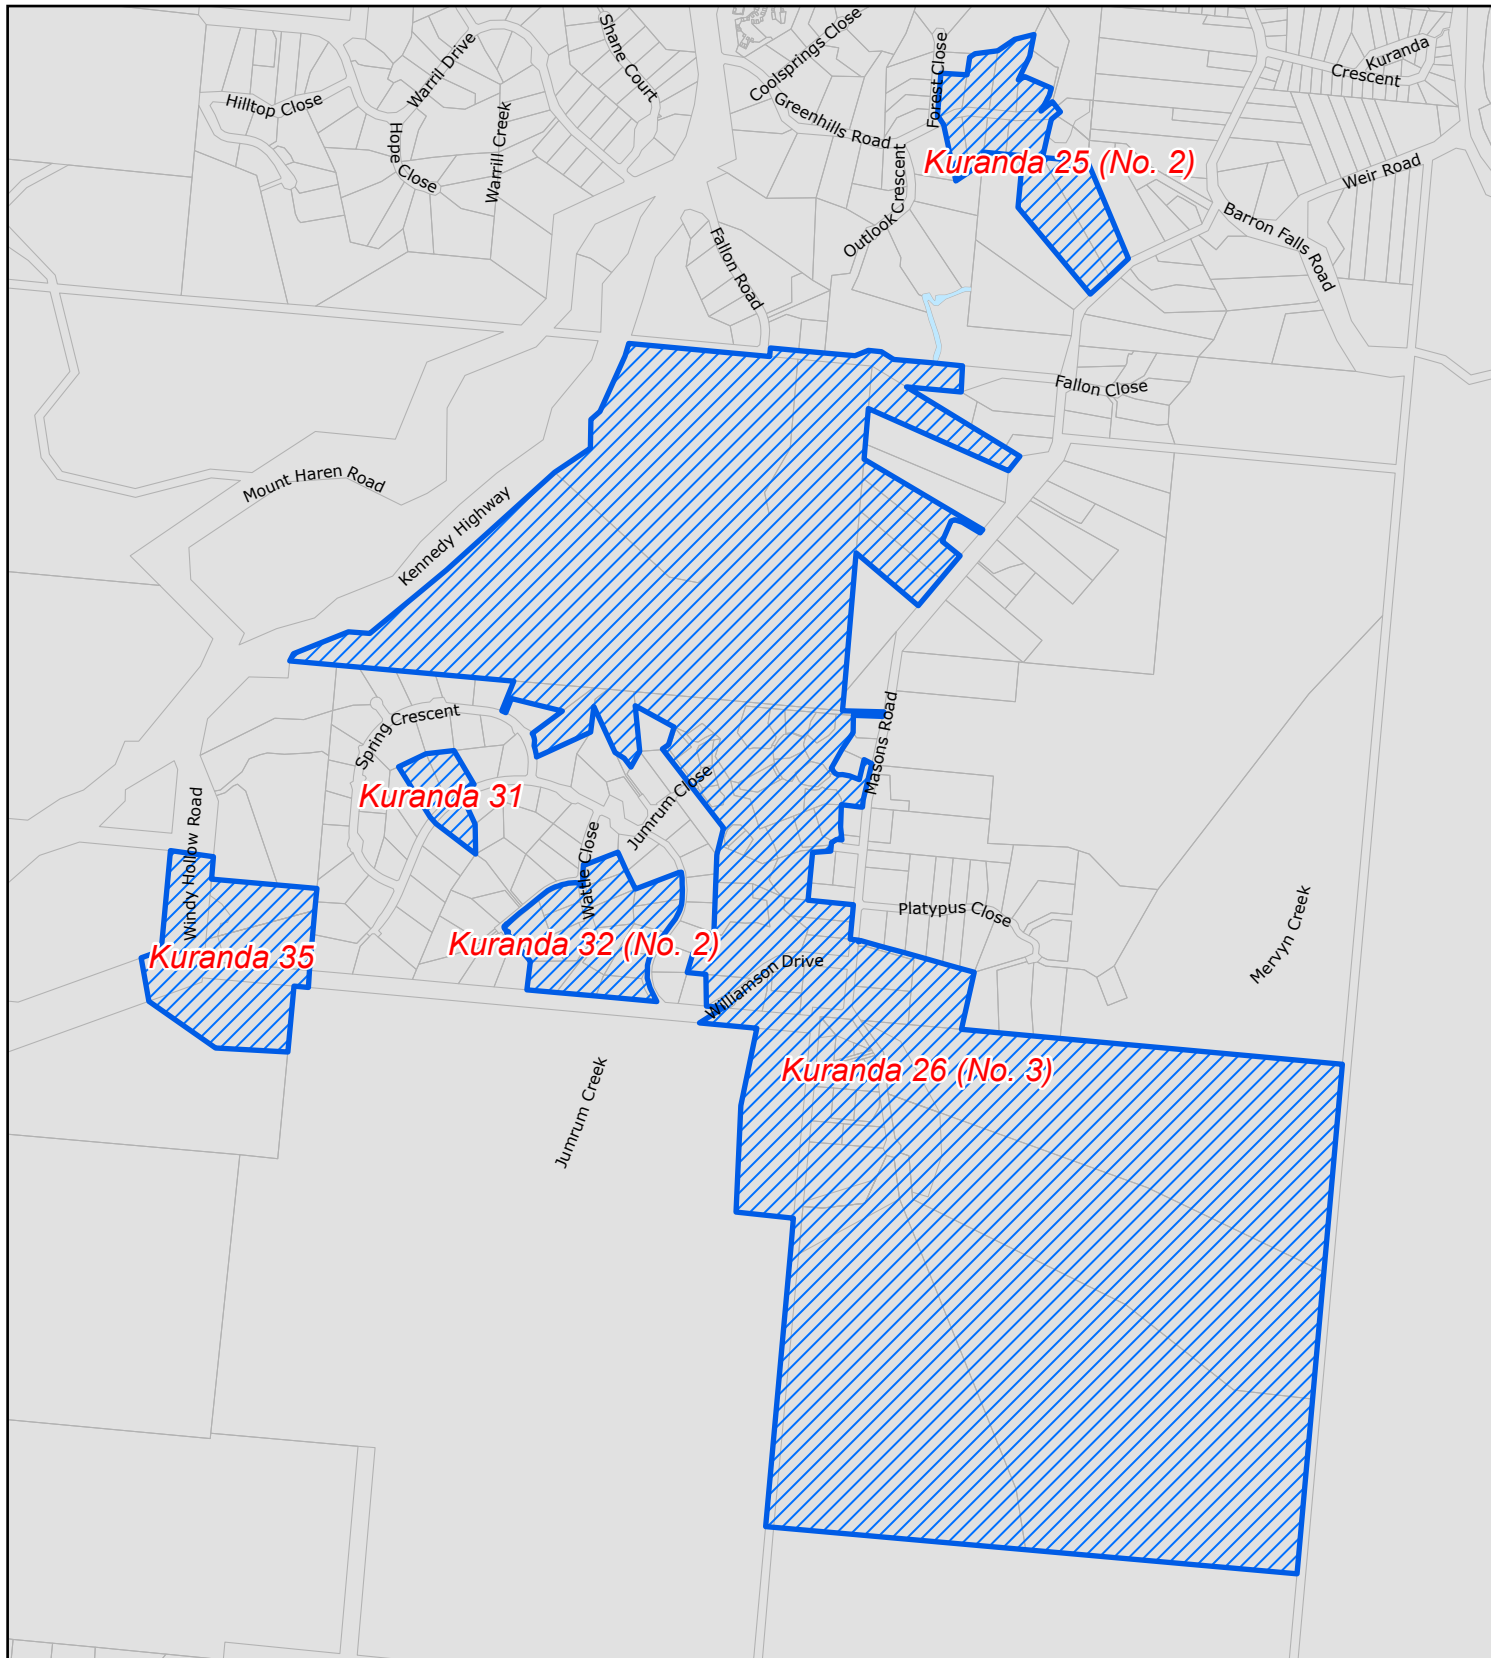 Shane Court
Coolsprings Close
Forest Close
Kuranda
Crescent
Warril Drive
Hilltop Close
Greenhills Road
Hope
Close
Warrill Creek
Kuranda 25 (No. 2)
Weir Road
Outlook
Crescent
Barron Falls
Road
Fallon Road
Fallon Close
Mount Haren Road
Kennedy Highway
Spring
Crescent
Masons Road
Kuranda 31
Jumrum Close
Windy Hollow Road
Wattle Close
Platypus Close
Mervyn Creek
Kuranda 35
Kuranda 32 (No. 2)
Williamson Drive
Kuranda 26 (No. 3)
Jumrum Creek